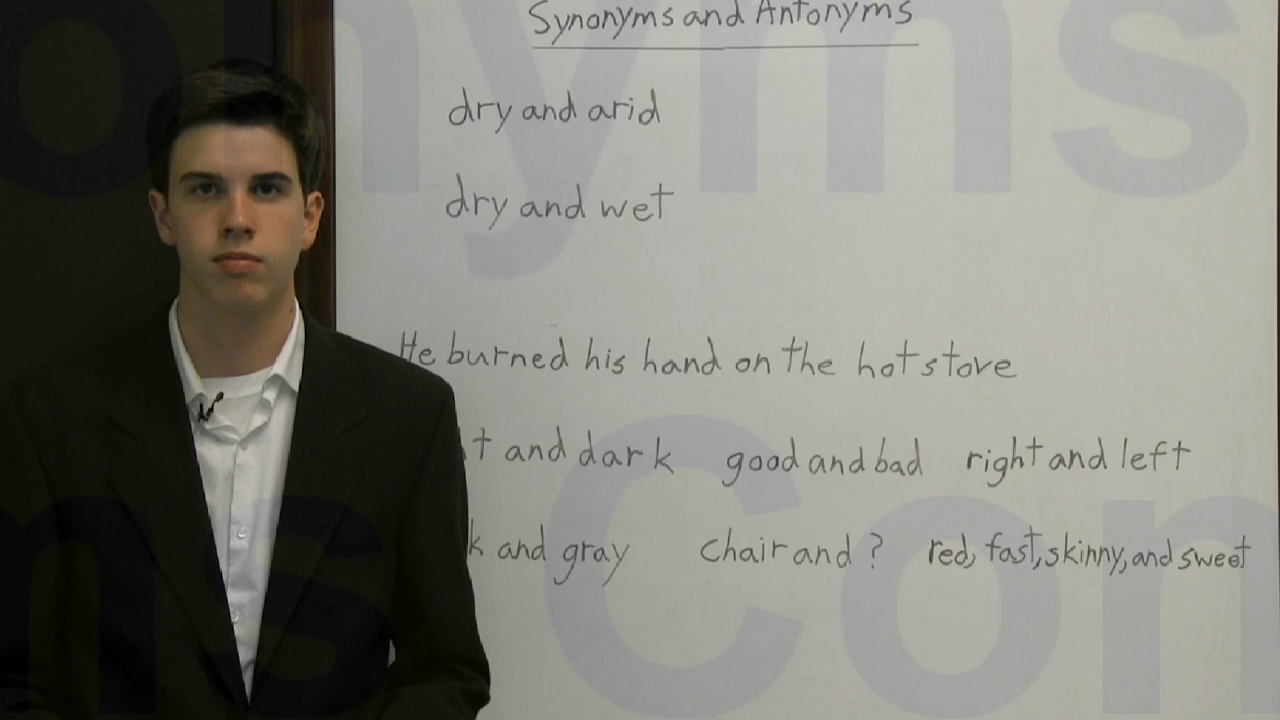 Synonyms and Antonyms
dry and arid
dry and wet
He burned his hand on the hot stove
and dark good and bad right and left
and gray chair and ? red, fast, skinny, and sweet